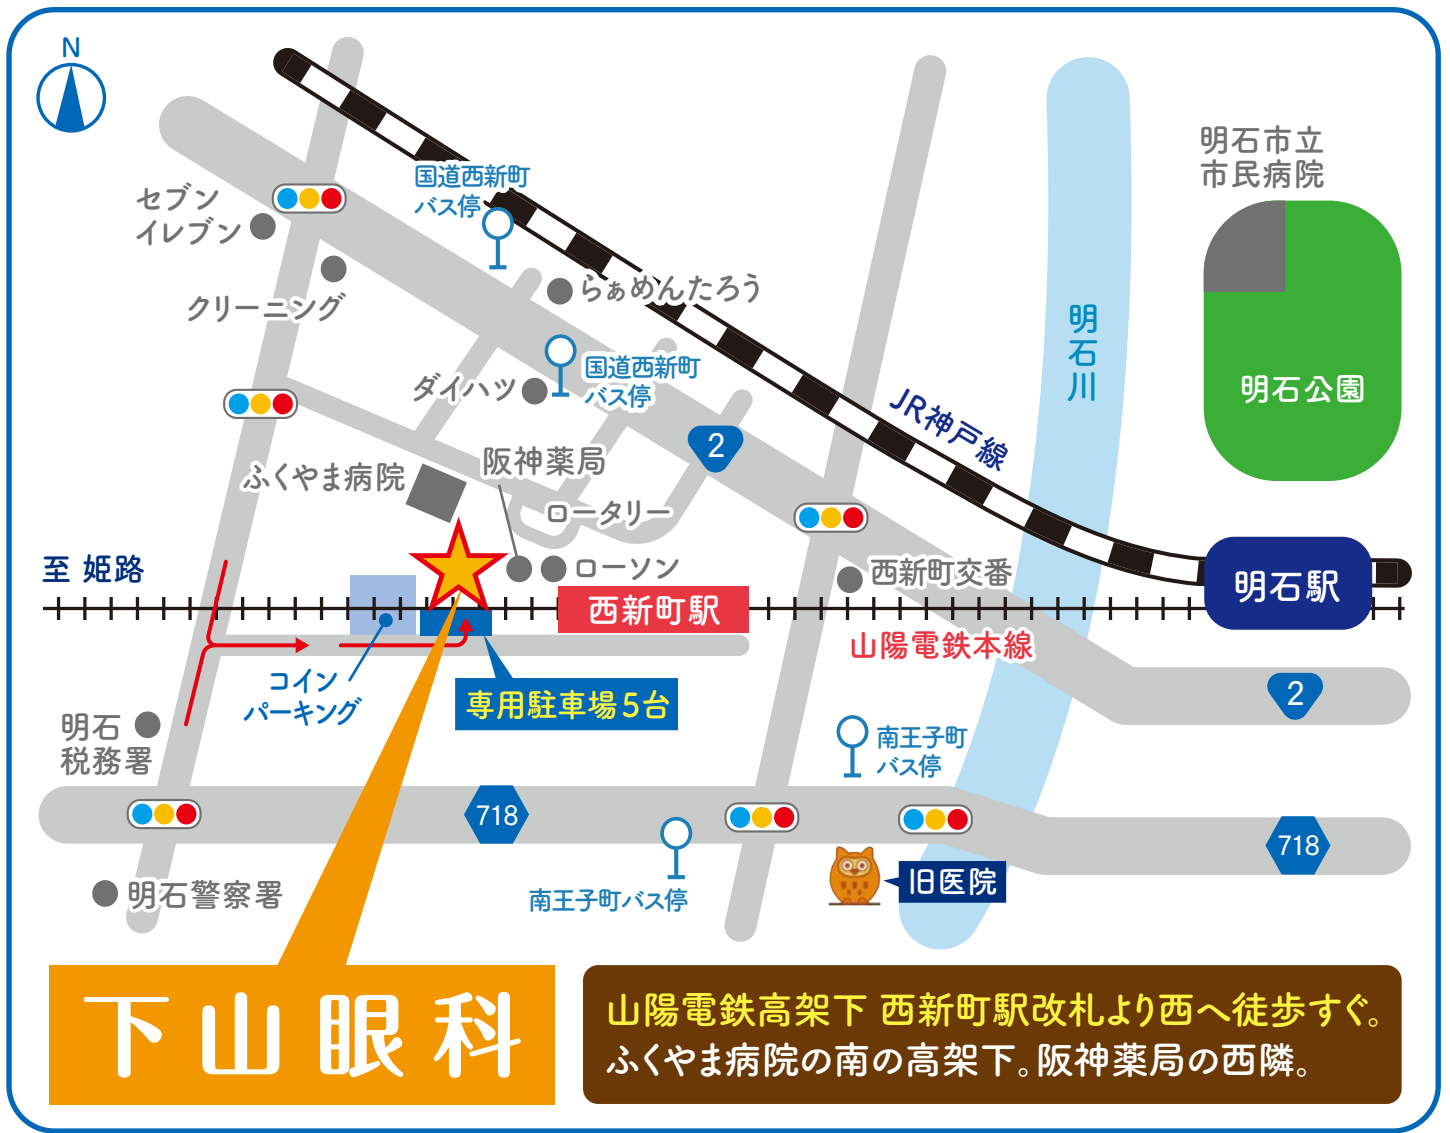 N
明石市立
市民病院
国道西新町
バス停
セブン
イレブン
らぁめんたろう
クリーニング
明石川
国道西新町
バス停
ダイハツ
明石公園
JR神戸線
2
阪神薬局
ふくやま病院
ロータリー
至 姫路
ローソン
西新町交番
明石駅
西新町駅
山陽電鉄本線
コイン
パーキング
専用駐車場5台
2
明石
税務署
南王子町
バス停
718
718
明石警察署
南王子町バス停
旧医院
下山眼科
山陽電鉄高架下 西新町駅改札より西へ徒歩すぐ。
ふくやま病院の南の高架下。阪神薬局の西隣。